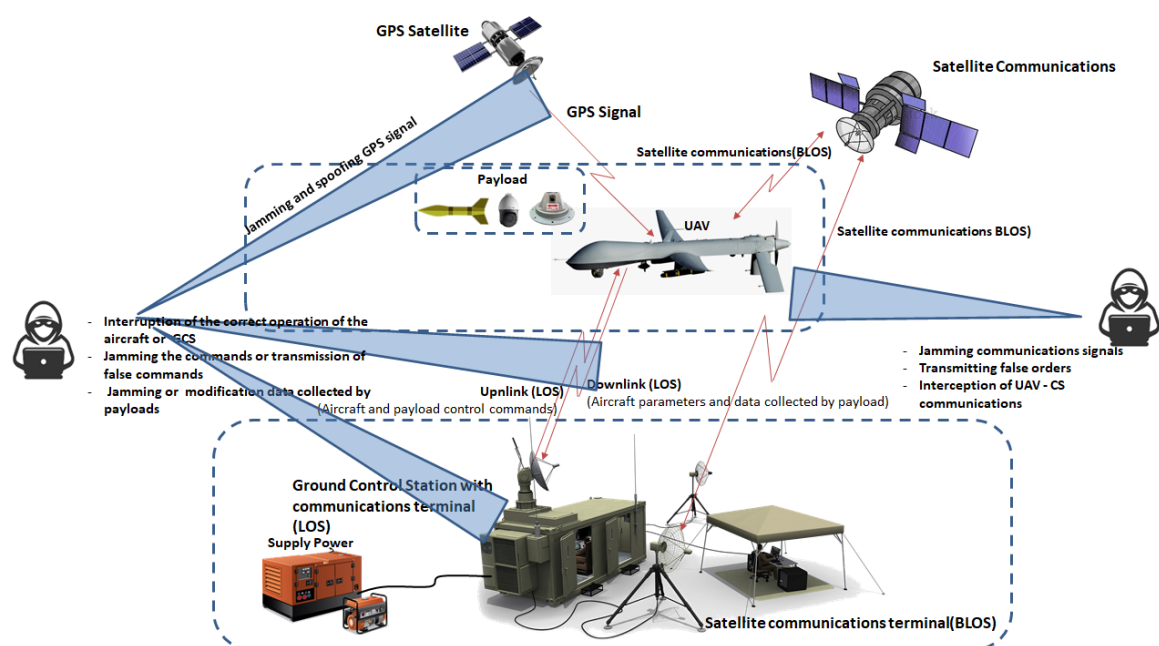 GPS Satellite
Satellite Communications
GPS Signal
Jamming and spoofing GPS signal
Satellite communications(BLOS)
Payload
UAV
Satellite communications BLOS)
- Interruption of the correct operation of the
aircraft or GCS
- Jamming the commands or transmission of
false commands
- Jamming or modification data collected by
payloads
- Jamming communications signals
- Transmitting false orders
- Interception of UAV - CS
communications
Uplink (LOS)
(Aircraft and payload control commands)
Downlink (LOS)
(Aircraft parameters and data collected by payload)
Ground Control Station with
communications terminal
(LOS)
Supply Power
Satellite communications terminal(BLOS)